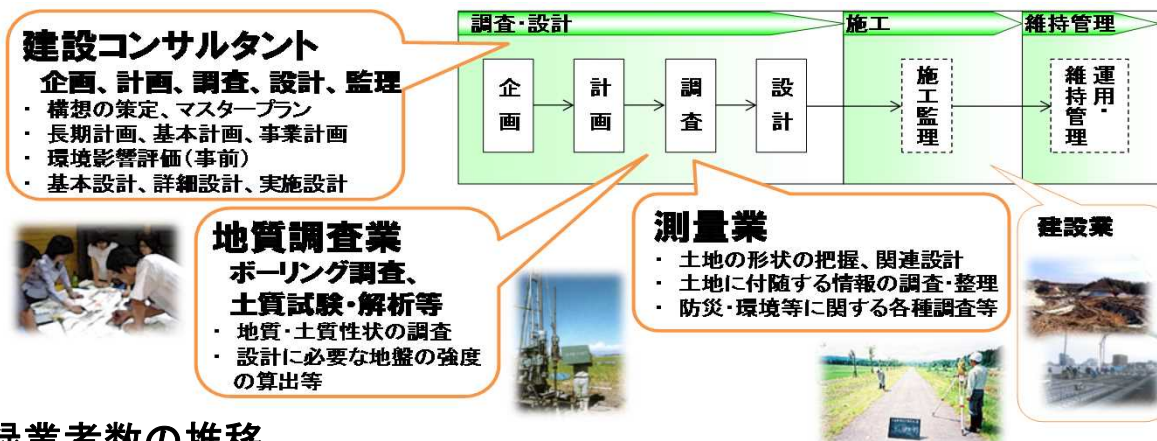 建設コンサルタント
企画、計画、調査、設計、監理
・ 構想の策定、マスタープラン
・ 長期計画、基本計画、事業計画
・ 環境影響評価(事前)
・ 基本設計、詳細設計、実施設計
調査・設計
施工
維持管理
企画
計画
調査
設計
施工監理
運用・
維持管理
地質調査業
ボーリング調査、
土質試験・解析等
・ 地質・土質性状の調査
・ 設計に必要な地盤の強度
の算出等
測量業
・ 土地の形状の把握、関連設計
・ 土地に付随する情報の調査・整理
・ 防災・環境等に関する各種調査等
建設業
録業者数の推移